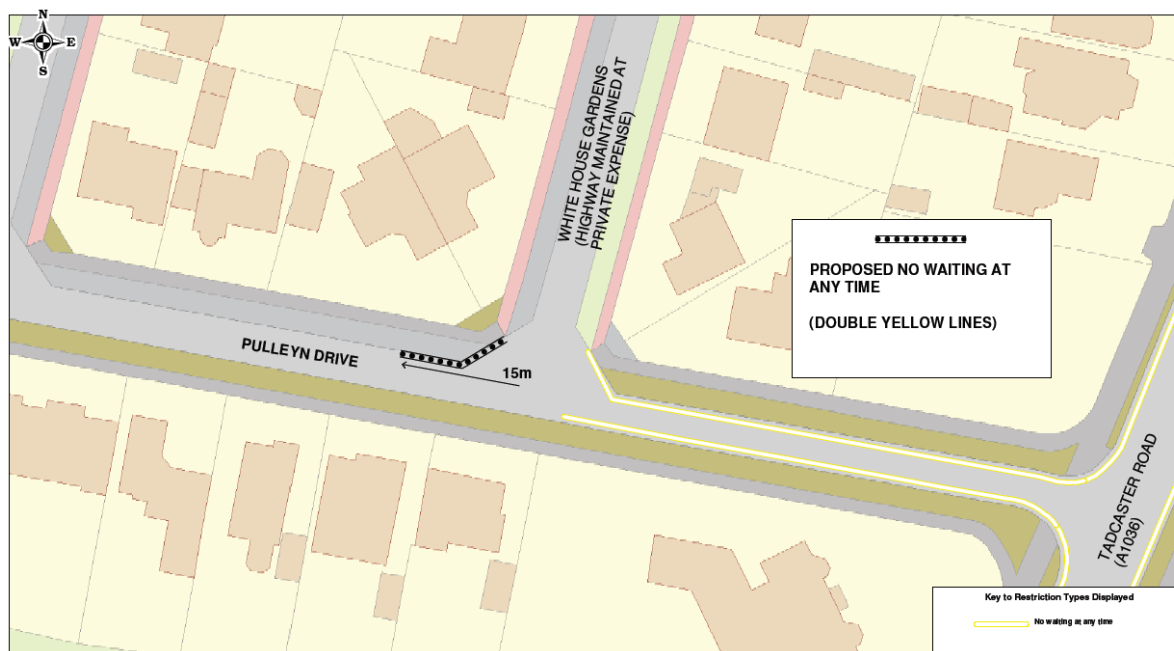 N
W E
S
WHITE HOUSE GARDENS
(HIGHWAY MAINTAINED AT
PRIVATE EXPENSE)
PROPOSED NO WAITING AT
ANY TIME
(DOUBLE YELLOW LINES)
PULLEYN DRIVE
15m
TADCASTER ROAD
(A1036)
Key to Restriction Types Displayed
No waiting at any time